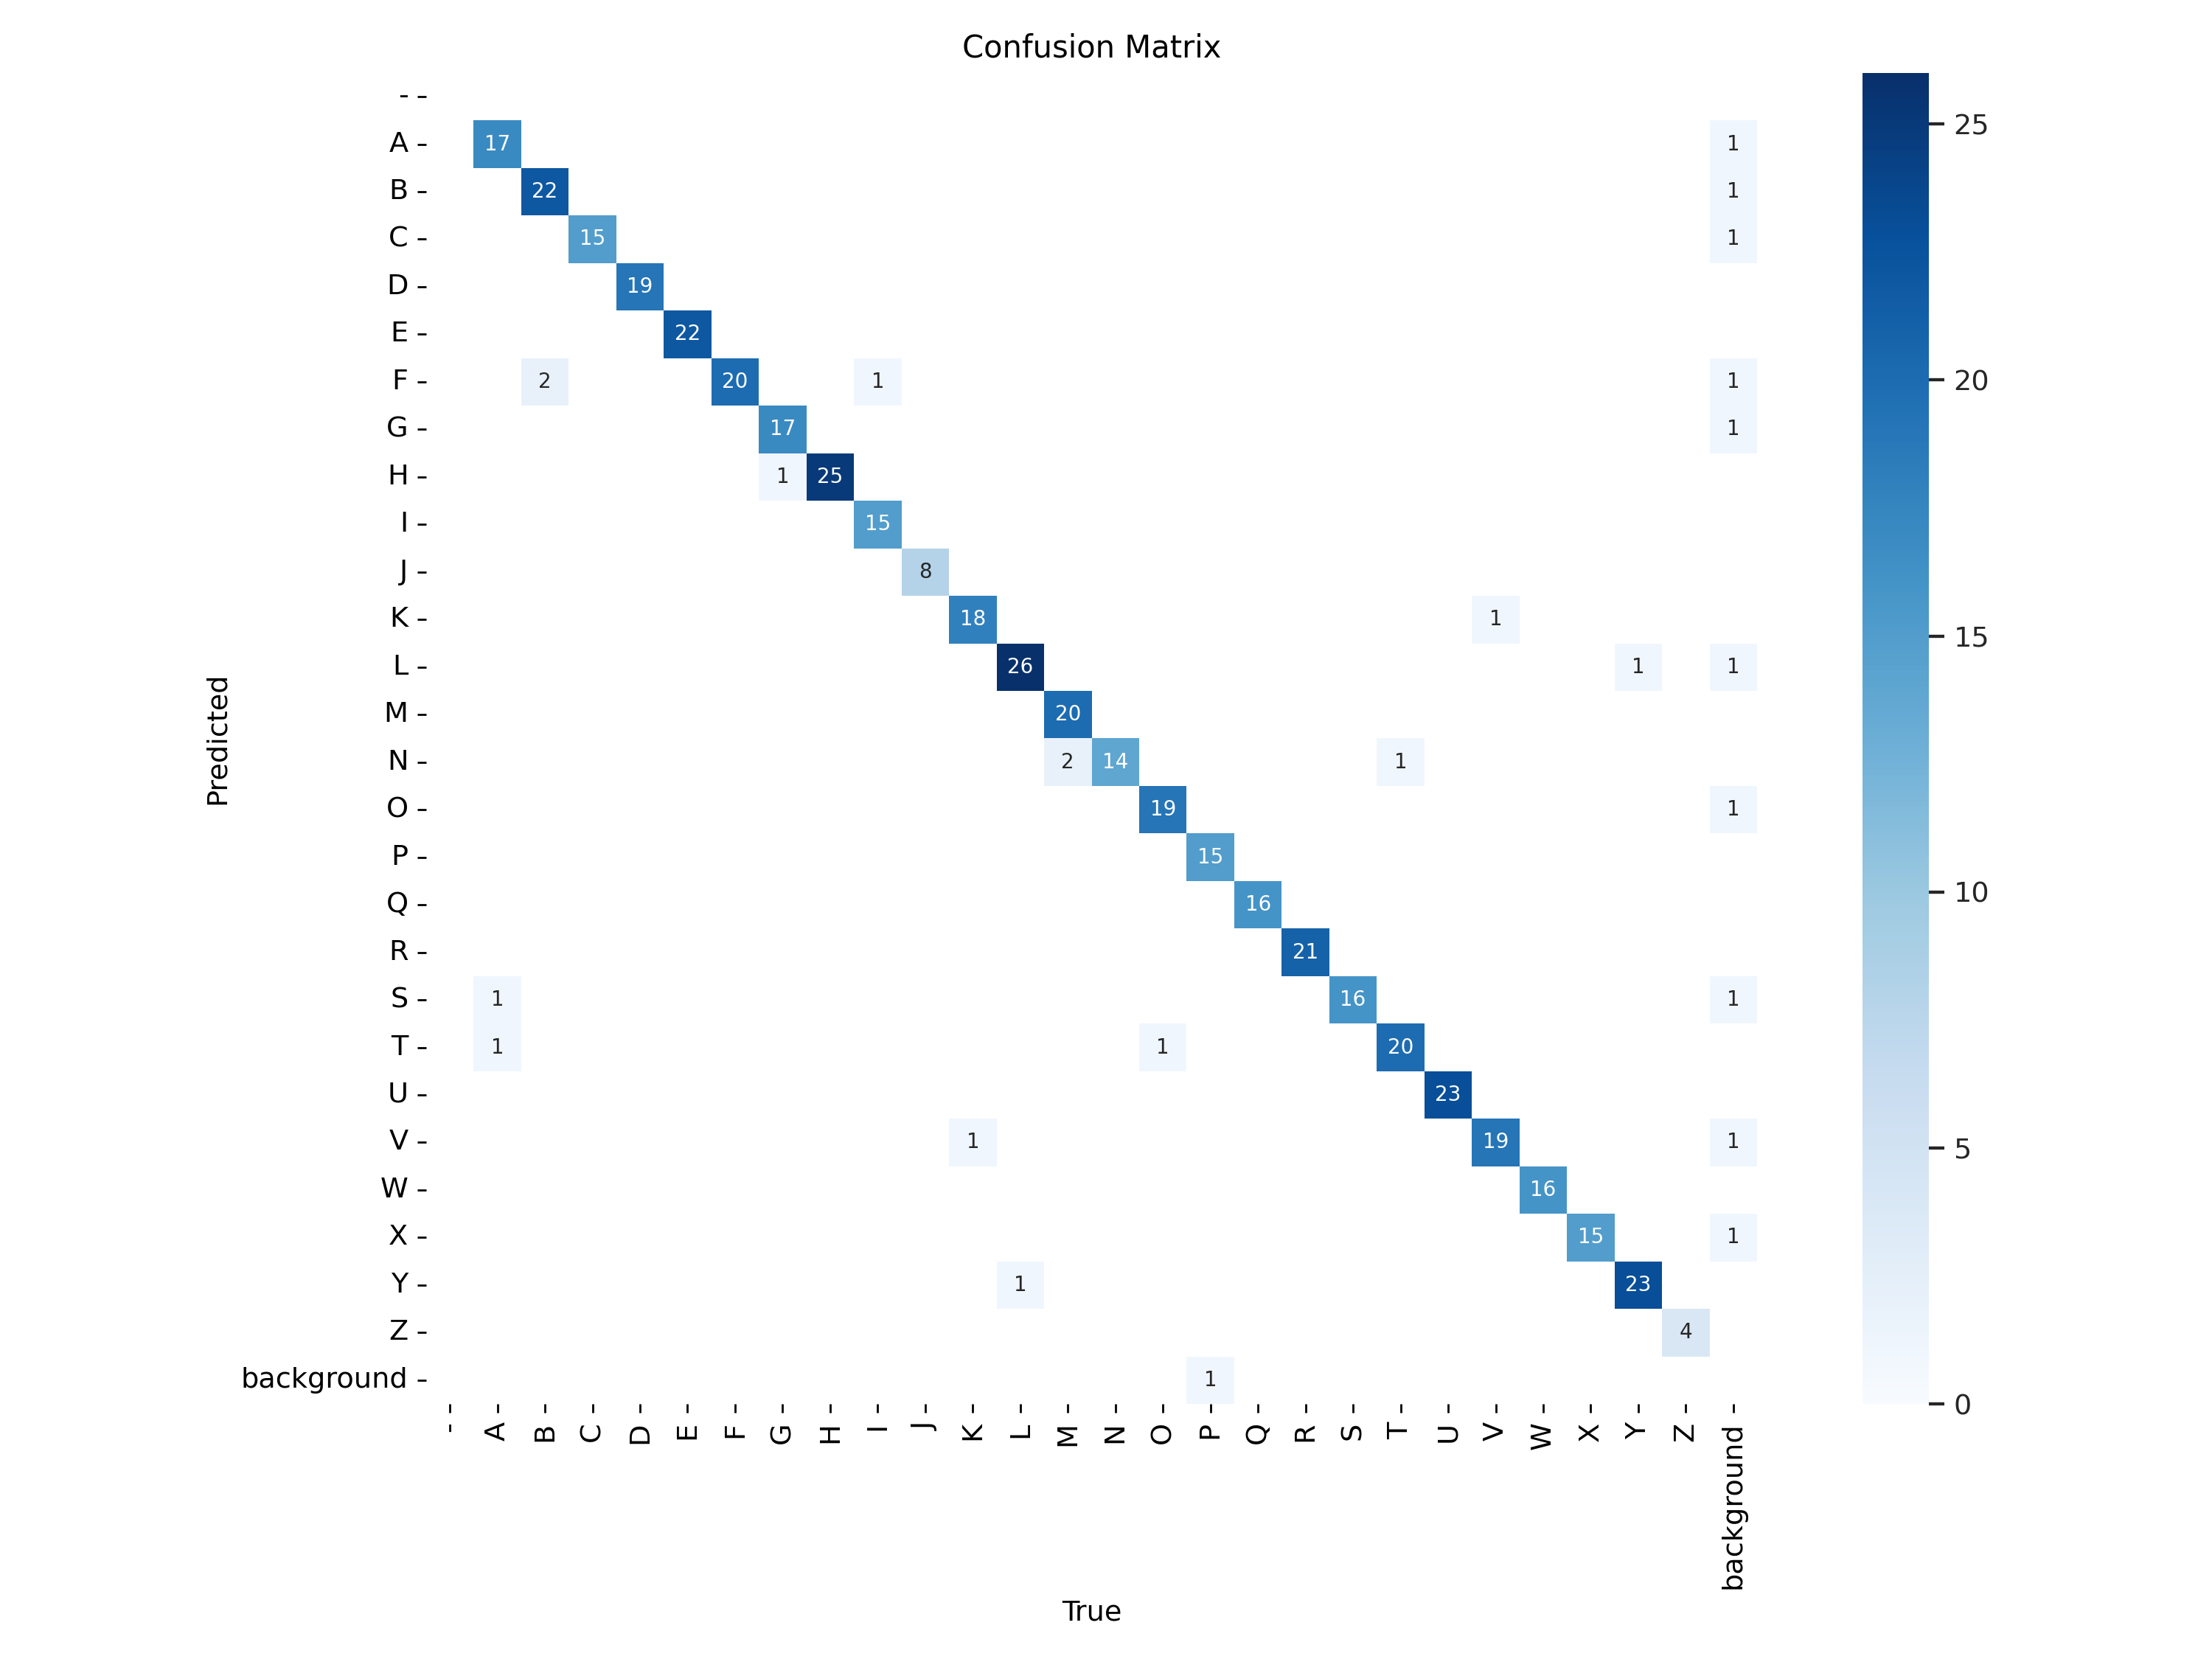 Confusion Matrix
-
A 17 1
B 22 1
C 15 1
D 19
E 22
F 2 20 1 1
G 17 1
H 1 25
I 15
J 8
K 18 1
L 26 1 1
M 20
N 2 14 1
O 19 1
P 15
Q 16
R 21
S 1 16 1
T 1 1 20
U 23
V 1 19 1
W 16
X 15 1
Y 1 23
Z 4
background 1
- A B C D E F G H I J K L M N O P Q R S T U V W X Y Z background
True
Predicted
25
20
15
10
5
0